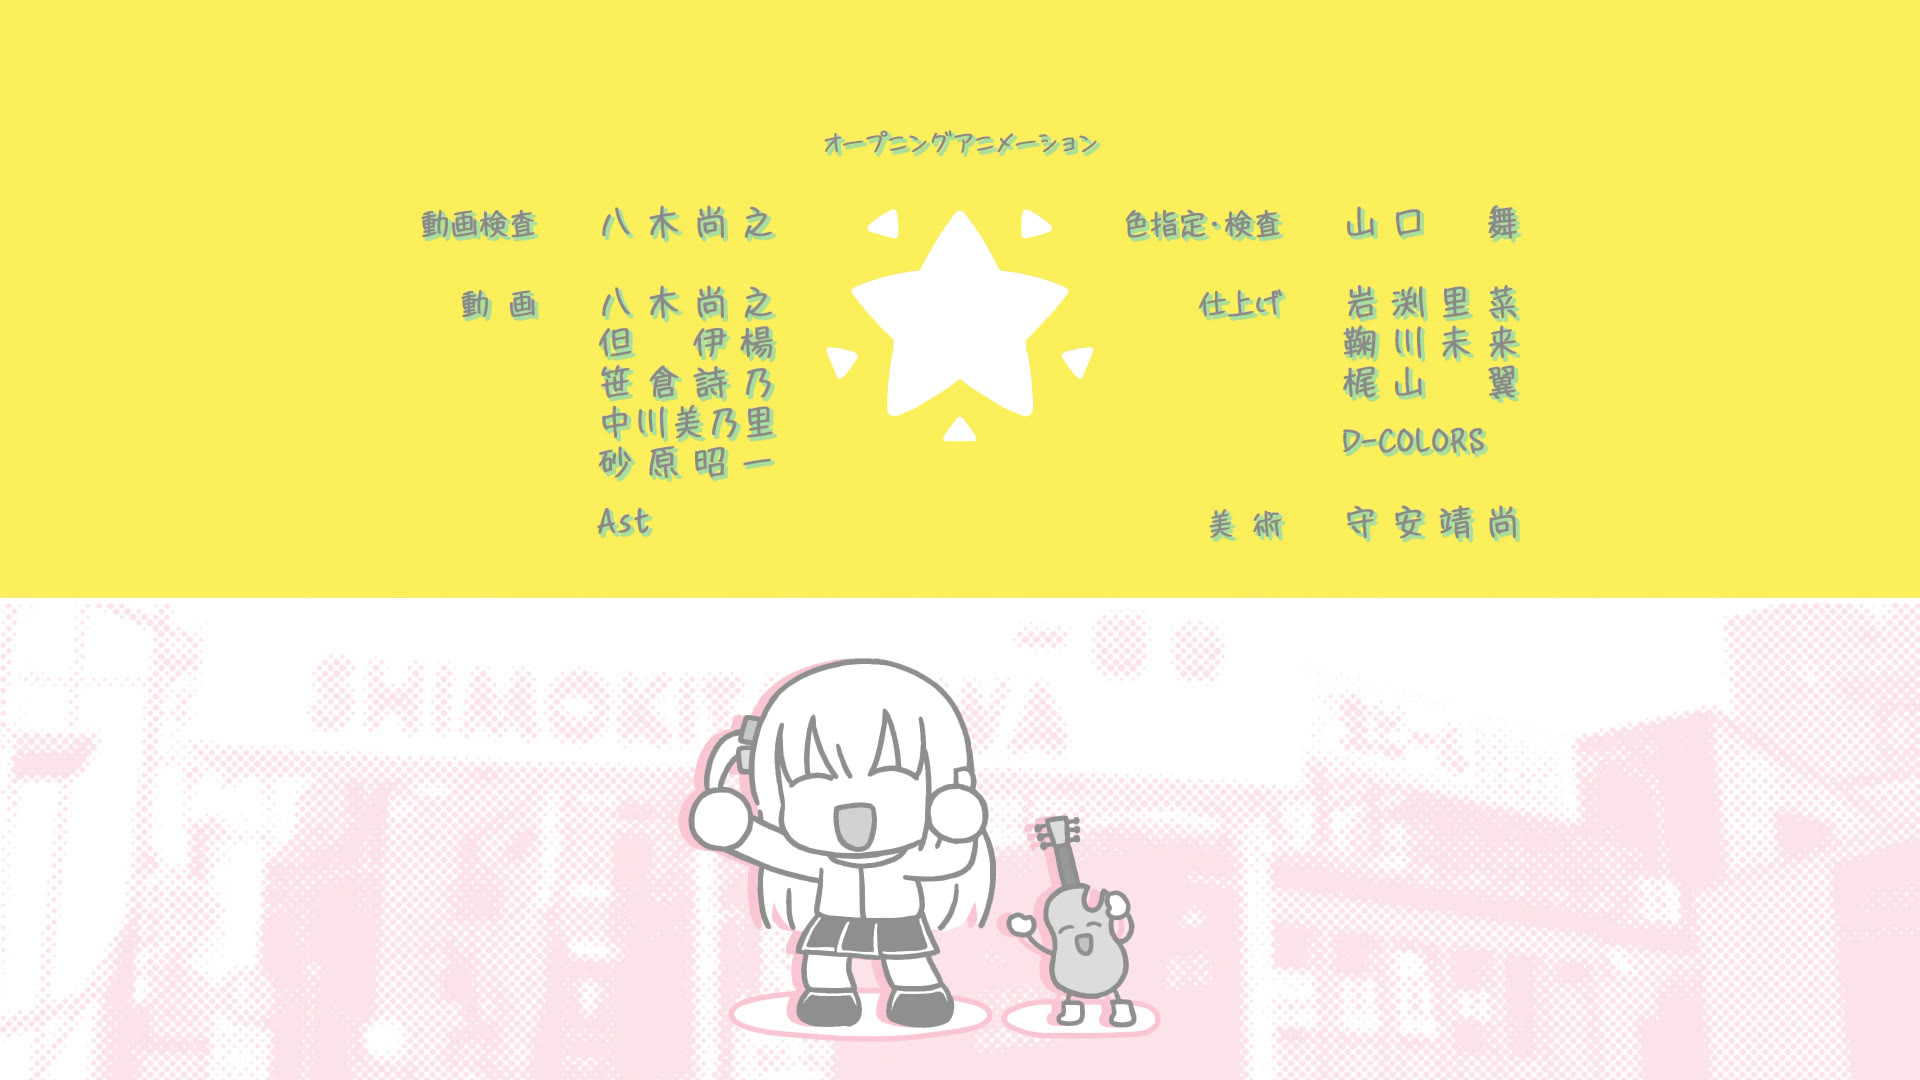 オープニングアニメーション
動画検査 八木尚之
動画 八木尚之
但 伊楊
笹倉詩乃
中川美乃里
砂原昭一
Ast
色指定・検査 山口 舞
仕上げ 岩渕里菜
鞠川未来
梶山 翼
D-COLORS
美術 守安靖尚